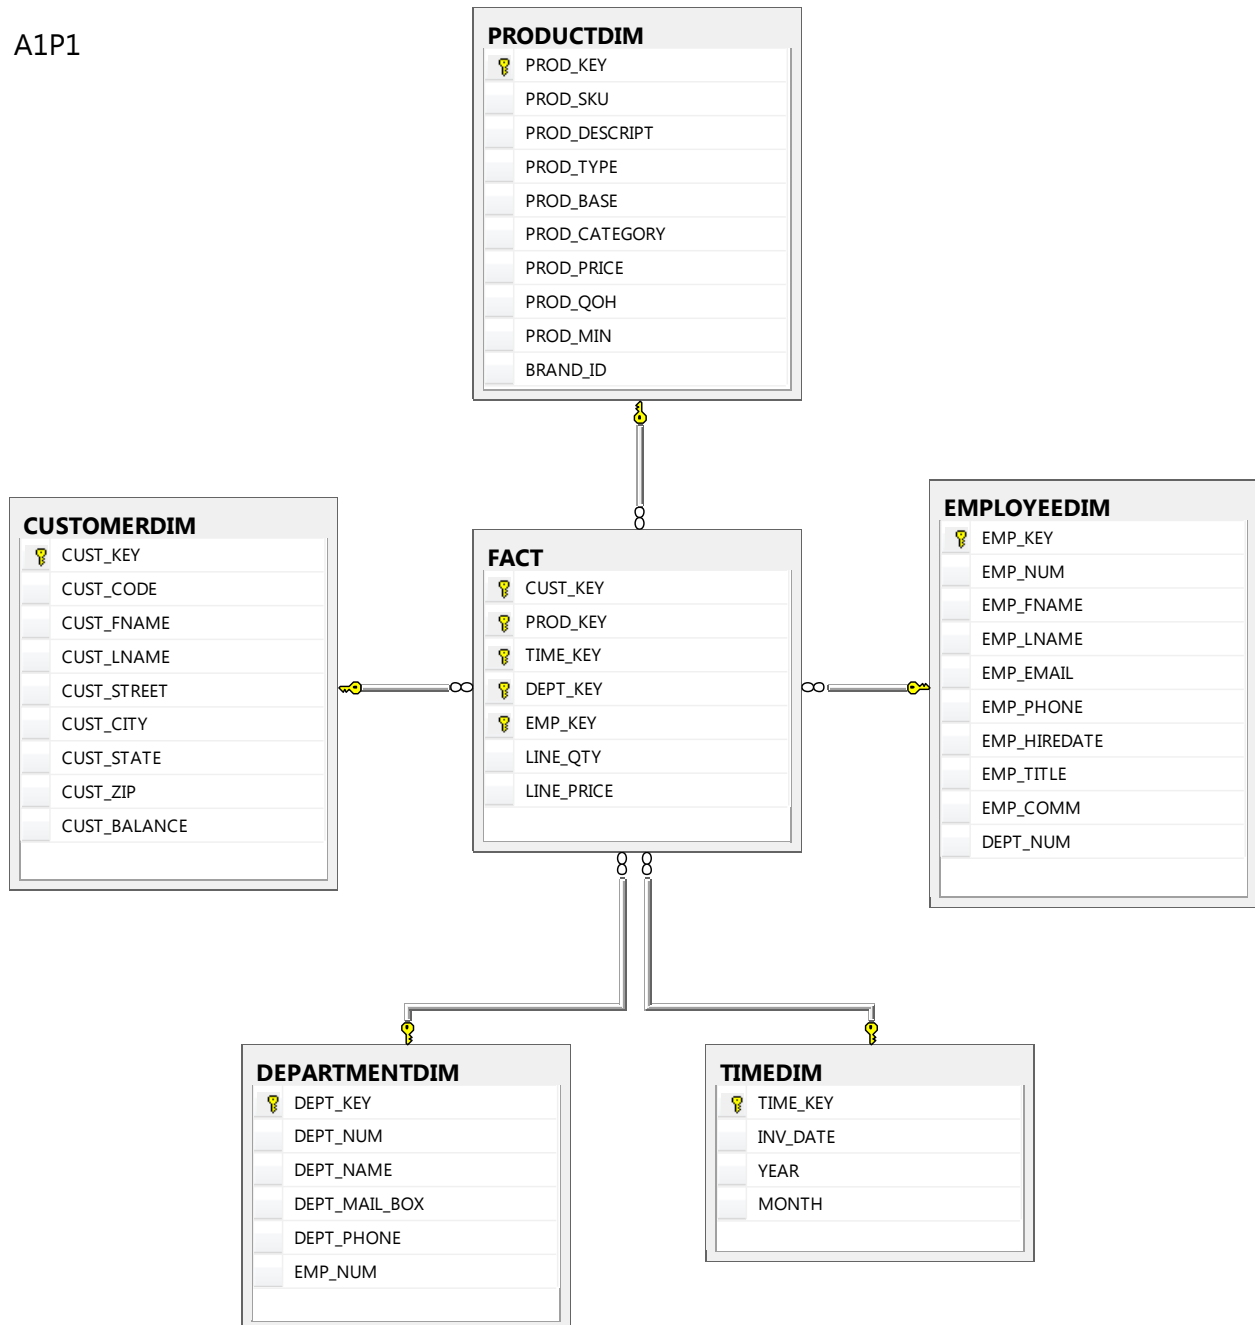 A1P1
PRODUCTDIM
PROD_KEY
PROD_SKU
PROD_DESCRIPT
PROD_TYPE
PROD_BASE
PROD_CATEGORY
PROD_PRICE
PROD_QOH
PROD_MIN
BRAND_ID
CUSTOMERDIM
CUST_KEY
CUST_CODE
CUST_FNAME
CUST_LNAME
CUST_STREET
CUST_CITY
CUST_STATE
CUST_ZIP
CUST_BALANCE
FACT
CUST_KEY
PROD_KEY
TIME_KEY
DEPT_KEY
EMP_KEY
LINE_QTY
LINE_PRICE
EMPLOYEEDIM
EMP_KEY
EMP_NUM
EMP_FNAME
EMP_LNAME
EMP_EMAIL
EMP_PHONE
EMP_HIREDATE
EMP_TITLE
EMP_COMM
DEPT_NUM
DEPARTMENTDIM
DEPT_KEY
DEPT_NUM
DEPT_NAME
DEPT_MAIL_BOX
DEPT_PHONE
EMP_NUM
TIMEDIM
TIME_KEY
INV_DATE
YEAR
MONTH